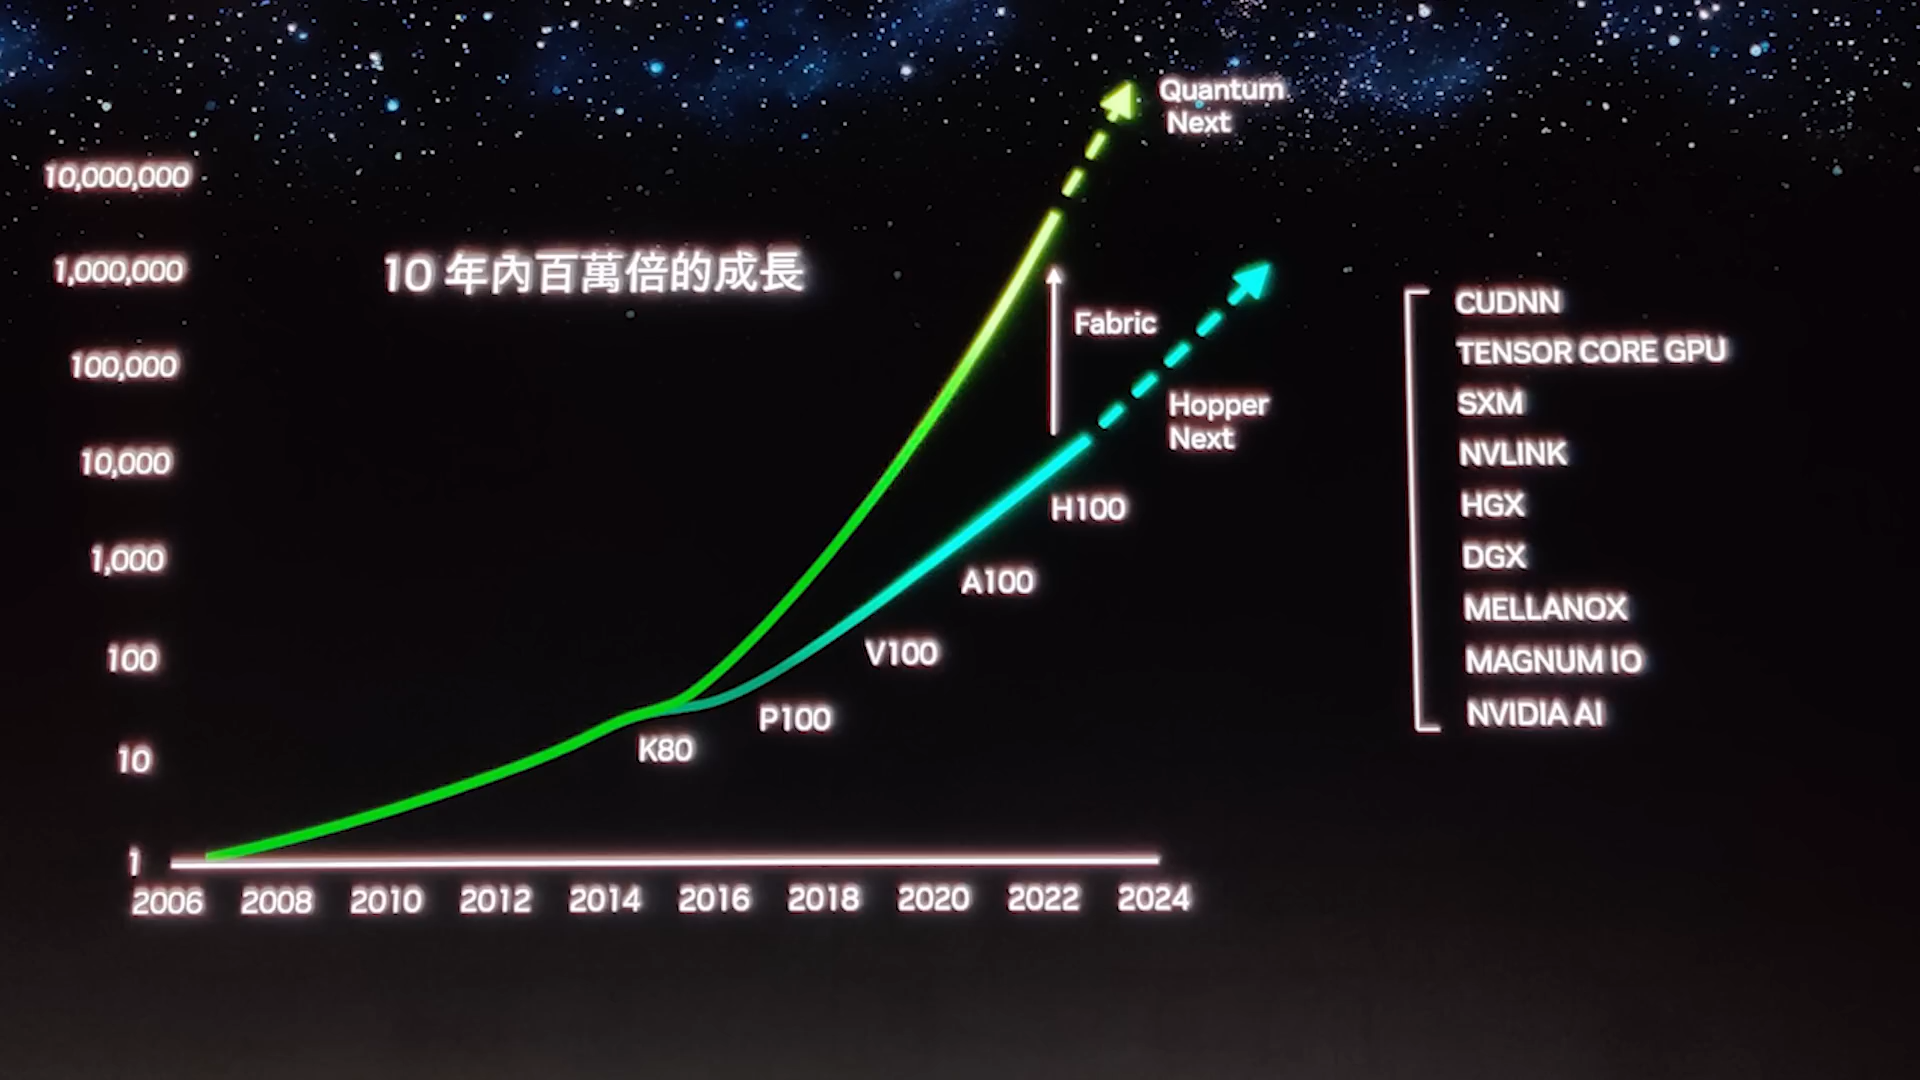 Quantum
Next
10,000,000
1,000,000
10 年內百萬倍的成長
100,000
10,000
1,000
100
10
1
Fabric
Hopper
Next
H100
A100
V100
P100
K80
2006 2008 2010 2012 2014 2016 2018 2020 2022 2024
CUDNN
TENSOR CORE GPU
SXM
NVLINK
HGX
DGX
MELLANOX
MAGNUM IO
NVIDIA AI